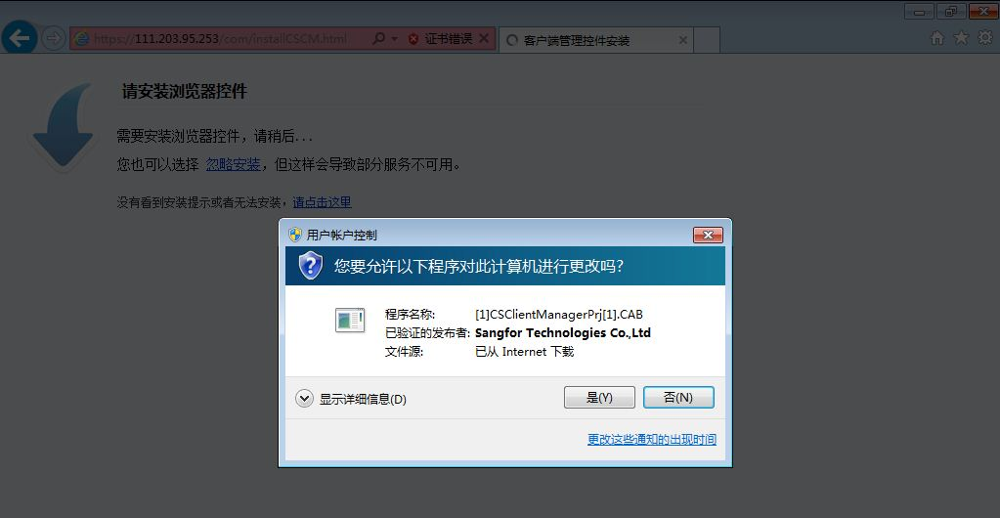 https://111.203.95.253/com/installCSCM.html 证书错误 客户端管理控件安装
请安装浏览器控件
需要安装浏览器控件，请稍后...
您也可以选择 忽略安装，但这样会导致部分服务不可用。
没有看到安装提示或者无法安装，请点击这里
用户帐户控制
您要允许以下程序对此计算机进行更改吗?
程序名称: [1]CSClientManagerPrj[1].CAB
已验证的发布者: Sangfor Technologies Co.,Ltd
文件源: 已从 Internet 下载
显示详细信息(D) 是(Y) 否(N)
更改这些通知的出现时间